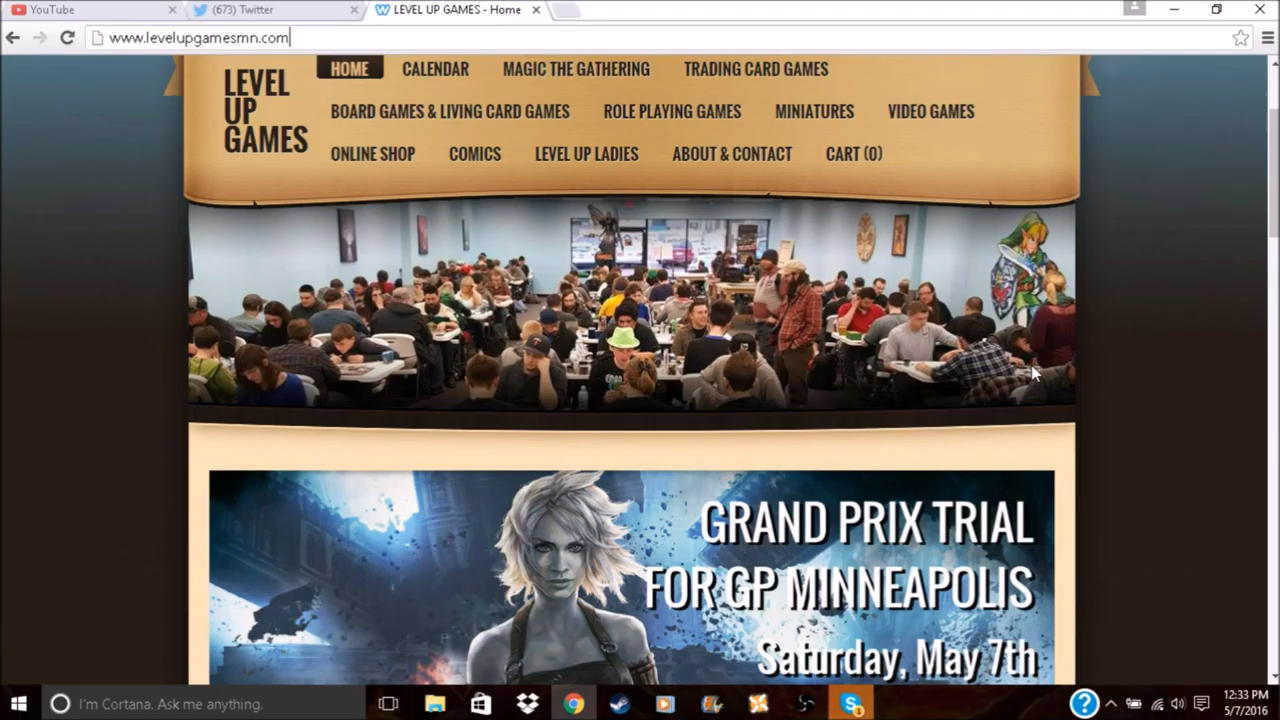 YouTube
(673) Twitter
LEVEL UP GAMES - Home
www.levelupgamesmn.com
LEVEL
UP
GAMES
HOME CALENDAR MAGIC THE GATHERING TRADING CARD GAMES
BOARD GAMES & LIVING CARD GAMES ROLE PLAYING GAMES MINIATURES VIDEO GAMES
ONLINE SHOP COMICS LEVEL UP LADIES ABOUT & CONTACT CART (0)
GRAND PRIX TRIAL
FOR GP MINNEAPOLIS
Saturday, May 7th
I'm Cortana. Ask me anything.
1
12:33 PM
5/7/2016